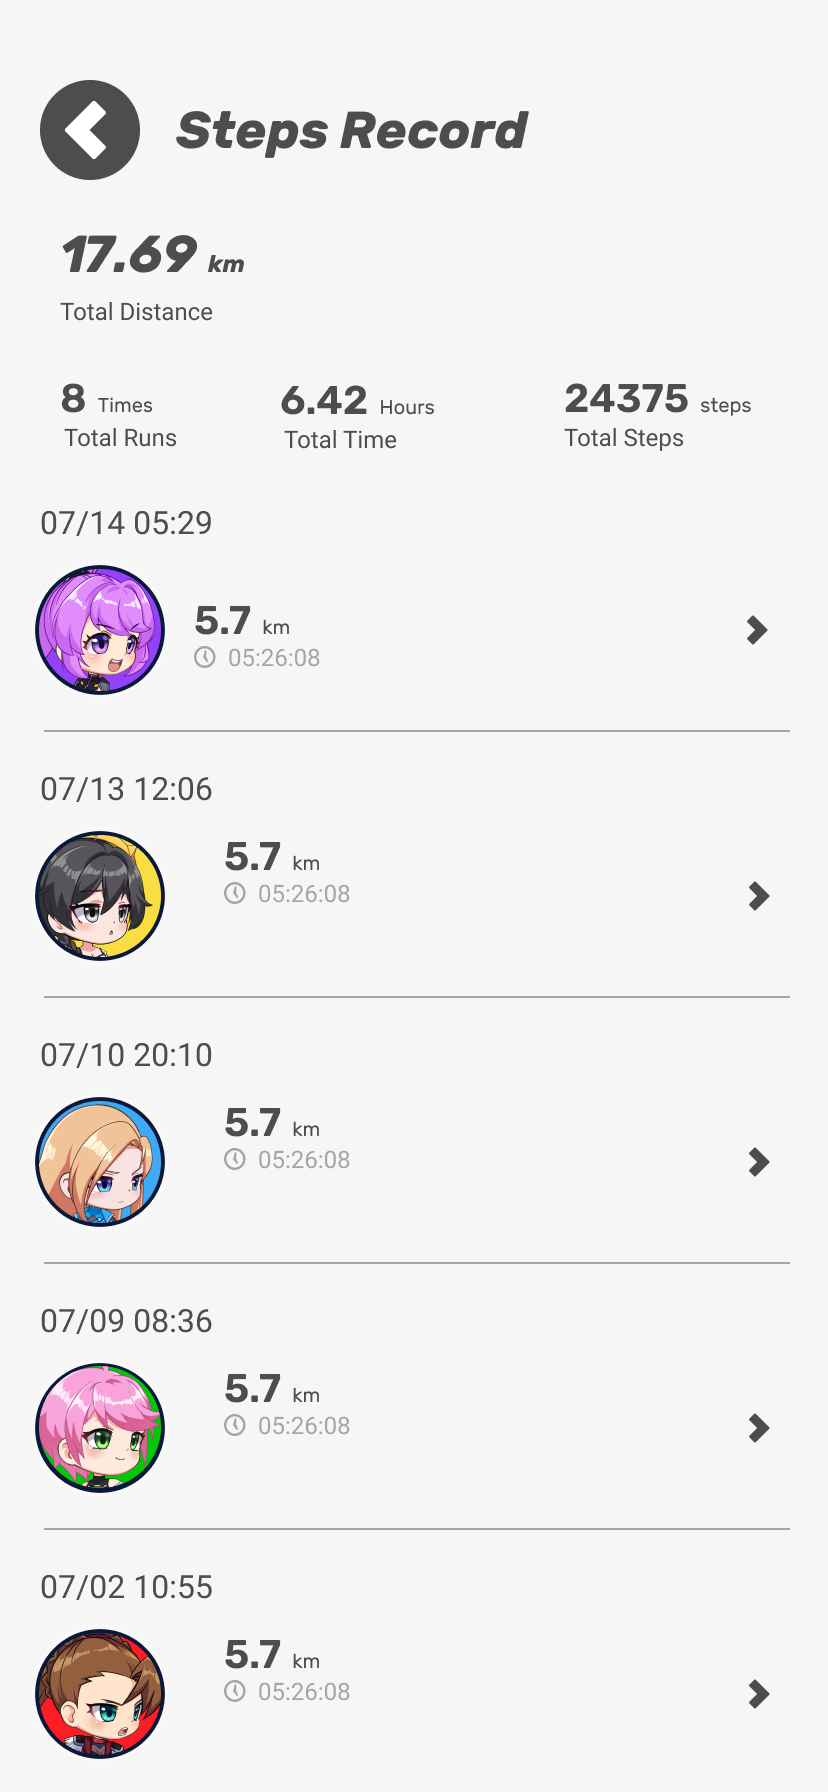 Steps Record
17.69 km
Total Distance
8 Times
Total Runs
6.42 Hours
Total Time
24375 steps
Total Steps
07/14 05:29
5.7 km
05:26:08
07/13 12:06
5.7 km
05:26:08
07/10 20:10
5.7 km
05:26:08
07/09 08:36
5.7 km
05:26:08
07/02 10:55
5.7 km
05:26:08